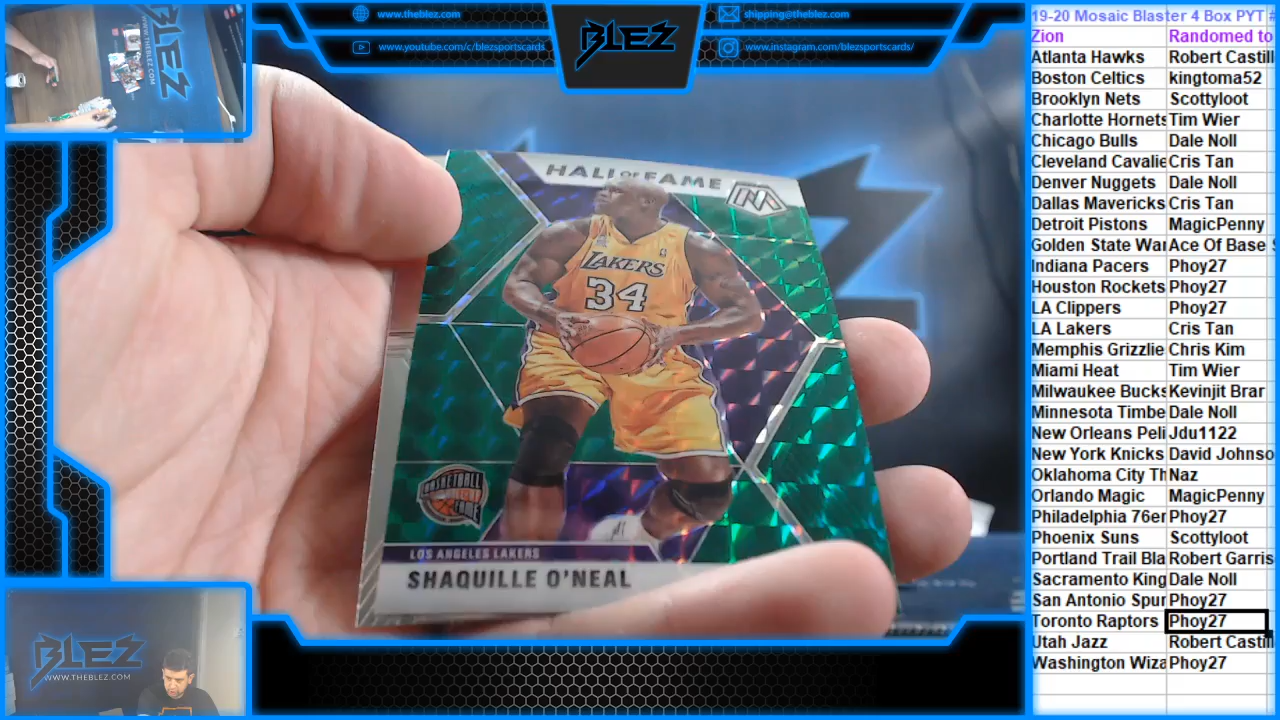 www.theblez.com
www.youtube.com/c/blezsportscards
BLEZ
shipping@theblez.com
www.instagram.com/blezsportscards/
WWW.THEBLEZ.COM
BLEZ
HALL OF FAME
LAKERS
34
BASKETBALL
FAME
LOS ANGELES LAKERS
SHAQUILLE O'NEAL
BLEZ
WWW.THEBLEZ.COM
19-20 Mosaic Blaster 4 Box PYT #
Zion Randomed to
Atlanta Hawks Robert Castill
Boston Celtics kingtoma52
Brooklyn Nets Scottyloot
Charlotte Hornets Tim Wier
Chicago Bulls Dale Noll
Cleveland Cavalie Cris Tan
Denver Nuggets Dale Noll
Dallas Mavericks Cris Tan
Detroit Pistons MagicPenny
Golden State War Ace Of Base S
Indiana Pacers Phoy27
Houston Rockets Phoy27
LA Clippers Phoy27
LA Lakers Cris Tan
Memphis Grizzlie Chris Kim
Miami Heat Tim Wier
Milwaukee Bucks Kevinjit Brar
Minnesota Timbe Dale Noll
New Orleans Peli Jdu1122
New York Knicks David Johnso
Oklahoma City Th Naz
Orlando Magic MagicPenny
Philadelphia 76er Phoy27
Phoenix Suns Scottyloot
Portland Trail Bla Robert Garris
Sacramento King Dale Noll
San Antonio Spur Phoy27
Toronto Raptors Phoy27
Utah Jazz Robert Castill
Washington Wiza Phoy27